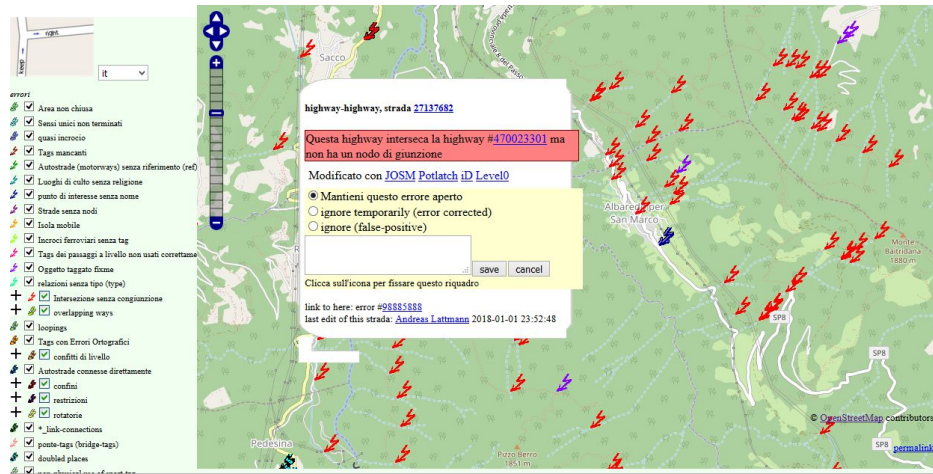 right
keep
it
errori
Area non chiusa
Sensi unici non terminati
quasi incrocio
Tags mancanti
Autostrade (motorways) senza riferimento (ref)
Luoghi di culto senza religione
punto di interesse senza nome
Strade senza nodi
Isola mobile
Incroci ferroviari senza tag
Tags dei passaggi a livello non usati correttame
Oggetto taggato fixme
relazioni senza tipo (type)
+ Intersezione senza congiunzione
+ overlapping ways
loopings
Tags con Errori Ortografici
+ confitti di livello
Autostrade connesse direttamente
+ confini
+ restrizioni
+ rotatorie
*_link-connections
ponte-tags (bridge-tags)
doubled places
non-physical use of sport-tag
Sacco
highway-highway, strada 27137682
Questa highway interseca la highway #470023301 ma
non ha un nodo di giunzione
Modificato con JOSM Potlatch iD Level0
Mantieni questo errore aperto
ignore temporarily (error corrected)
ignore (false-positive)
save cancel
Clicca sull'icona per fissare questo riquadro
link to here: error #98885888
last edit of this strada: Andreas Lattmann 2018-01-01 23:52:48
Albaredo per
San Marco
Monte
Baitridana
1880 m
SP8
SP8
Pedesina
Pizzo Berro
1851 m
© OpenStreetMap contributors
SP8
permalink